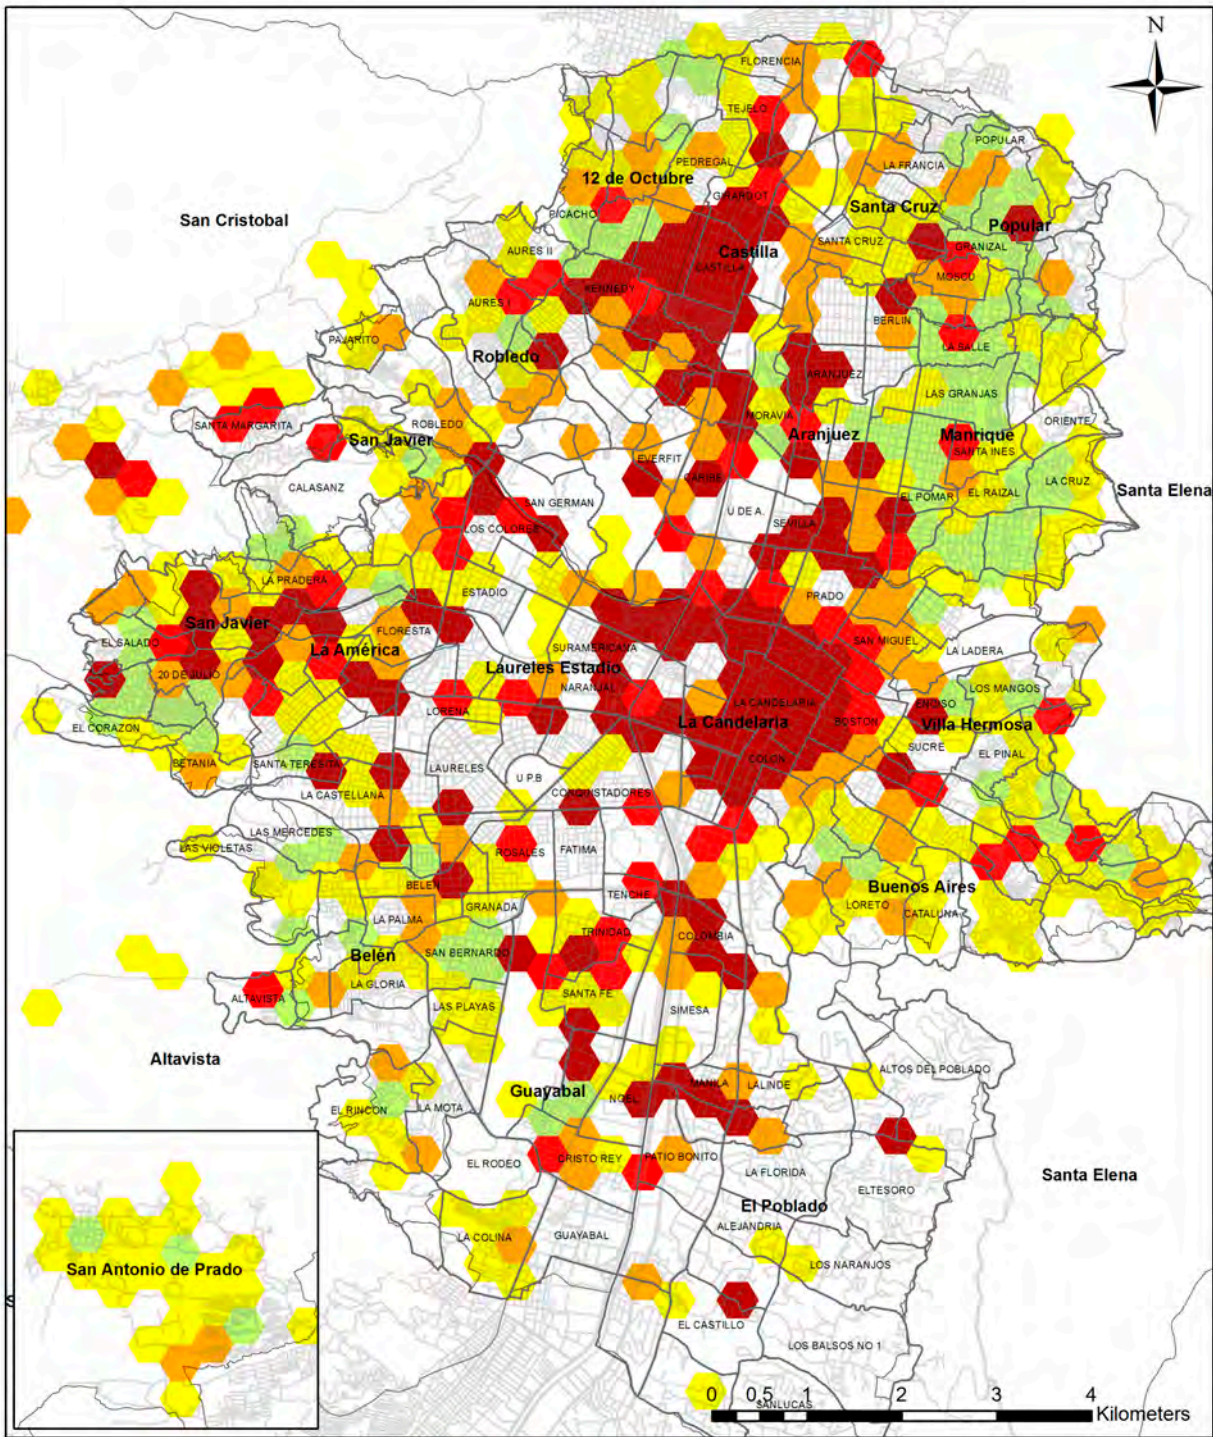 N
FLORENCIA
TEJELO
POPULAR
PEDREGAL
LA FRANCIA
12 de Octubre
GIRARDOT
Santa Cruz
San Cristobal
PICACHO
Popular
SANTA CRUZ
GRANIZAL
AURES II
Castilla
CASTILLA
MOSCU
KENNEDY
AURES I
BERLIN
PAJARITO
LA SALLE
Robledo
ARANJUEZ
LAS GRANJAS
MORAVIA
SANTA MARGARITA
ROBLEDO
ORIENTE
San Javier
Aranjuez
Manrique
SANTA INES
EVERFIT
CARIBE
CALASANZ
LA CRUZ
Santa Elena
SAN GERMAN
EL POMAR
EL RAIZAL
U DE A.
SEVILLA
LOS COLORES
LA PRADERA
ESTADIO
PRADO
San Javier
FLORESTA
EL SALADO
SAN MIGUEL
La América
SURAMERICANA
LA LADERA
Laureles Estadio
20 DE JULIO
NARANJAL
LOS MANGOS
LORENA
LA CANDELARIA
ENCISO
EL CORAZON
La Candelaria
BOSTON
Villa Hermosa
SUCRE
EL PINAL
BETANIA
SANTA TERESITA
COLON
LAURELES
U P.B
LA CASTELLANA
CONQUISTADORES
LAS MERCEDES
LAS VIOLETAS
ROSALES
FATIMA
BELEN
Buenos Aires
TENCHE
GRANADA
LORETO
CATALUNA
LA PALMA
TRINIDAD
COLOMBIA
Belén
SAN BERNARDO
LA GLORIA
SANTA FE
ALTAVISTA
LAS PLAYAS
SIMESA
Altavista
ALTOS DEL POBLADO
MANILA
LALINDE
Guayabal
NOEL
EL RINCON
LA MOTA
EL RODEO
CRISTO REY
PATIO BONITO
LA FLORIDA
Santa Elena
ELTESORO
El Poblado
ALEJANDRIA
GUAYABAL
LA COLINA
LOS NARANJOS
San Antonio de Prado
S
EL CASTILLO
LOS BALSOS NO 1
0 0,5 1 2 3 4
Kilometers
SANLUCAS